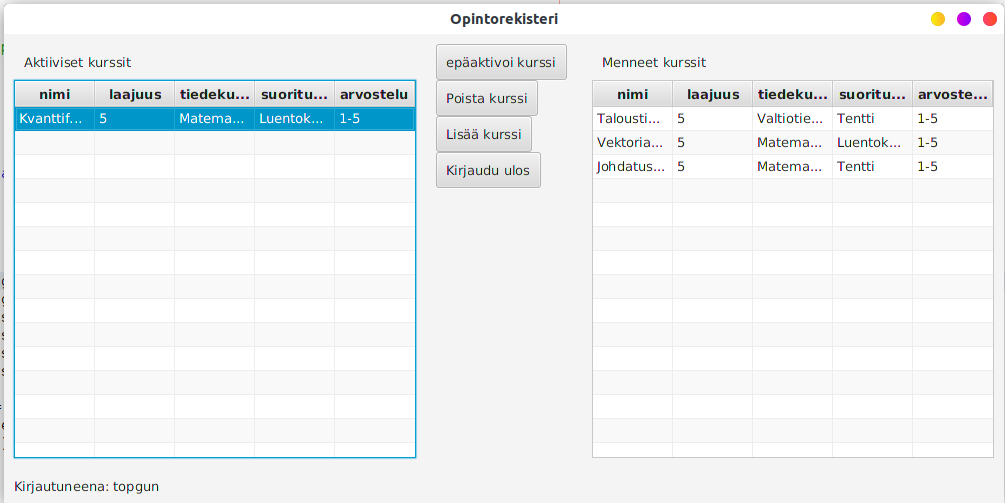 Opintorekisteri
Aktiiviset kurssit
nimi laajuus tiedeku... suoritu... arvostelu
Kvanttif... 5 Matema... Luentok... 1-5
epäaktivoi kurssi
Poista kurssi
Lisää kurssi
Kirjaudu ulos
Menneet kurssit
nimi laajuus tiedeku... suoritu... arvoste...
Talousti... 5 Valtiotie... Tentti 1-5
Vektoria... 5 Matema... Luentok... 1-5
Johdatus... 5 Matema... Tentti 1-5
Kirjautuneena: topgun